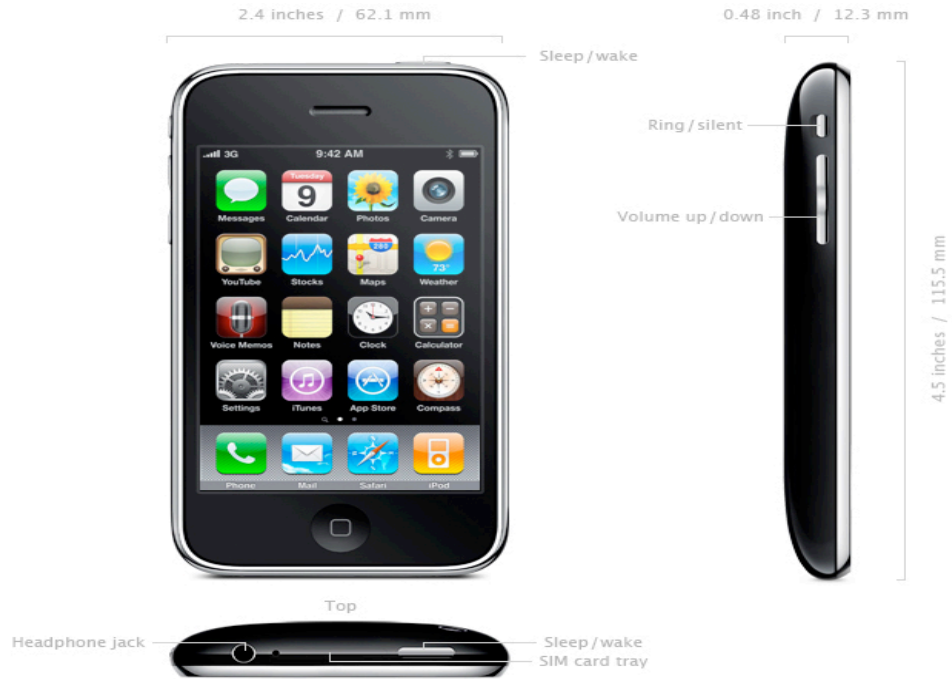 2.4 inches / 62.1 mm
0.48 inch / 12.3 mm
Sleep/wake
Ring/silent
Volume up/down
4.5 inches / 115.5 mm
3G 9:42 AM
Tuesday
9
280
73°
Messages Calendar Photos Camera
YouTube Stocks Maps Weather
Voice Memos Notes Clock Calculator
Settings iTunes App Store Compass
Phone Mail Safari iPod
Top
Headphone jack
Sleep/wake
SIM card tray